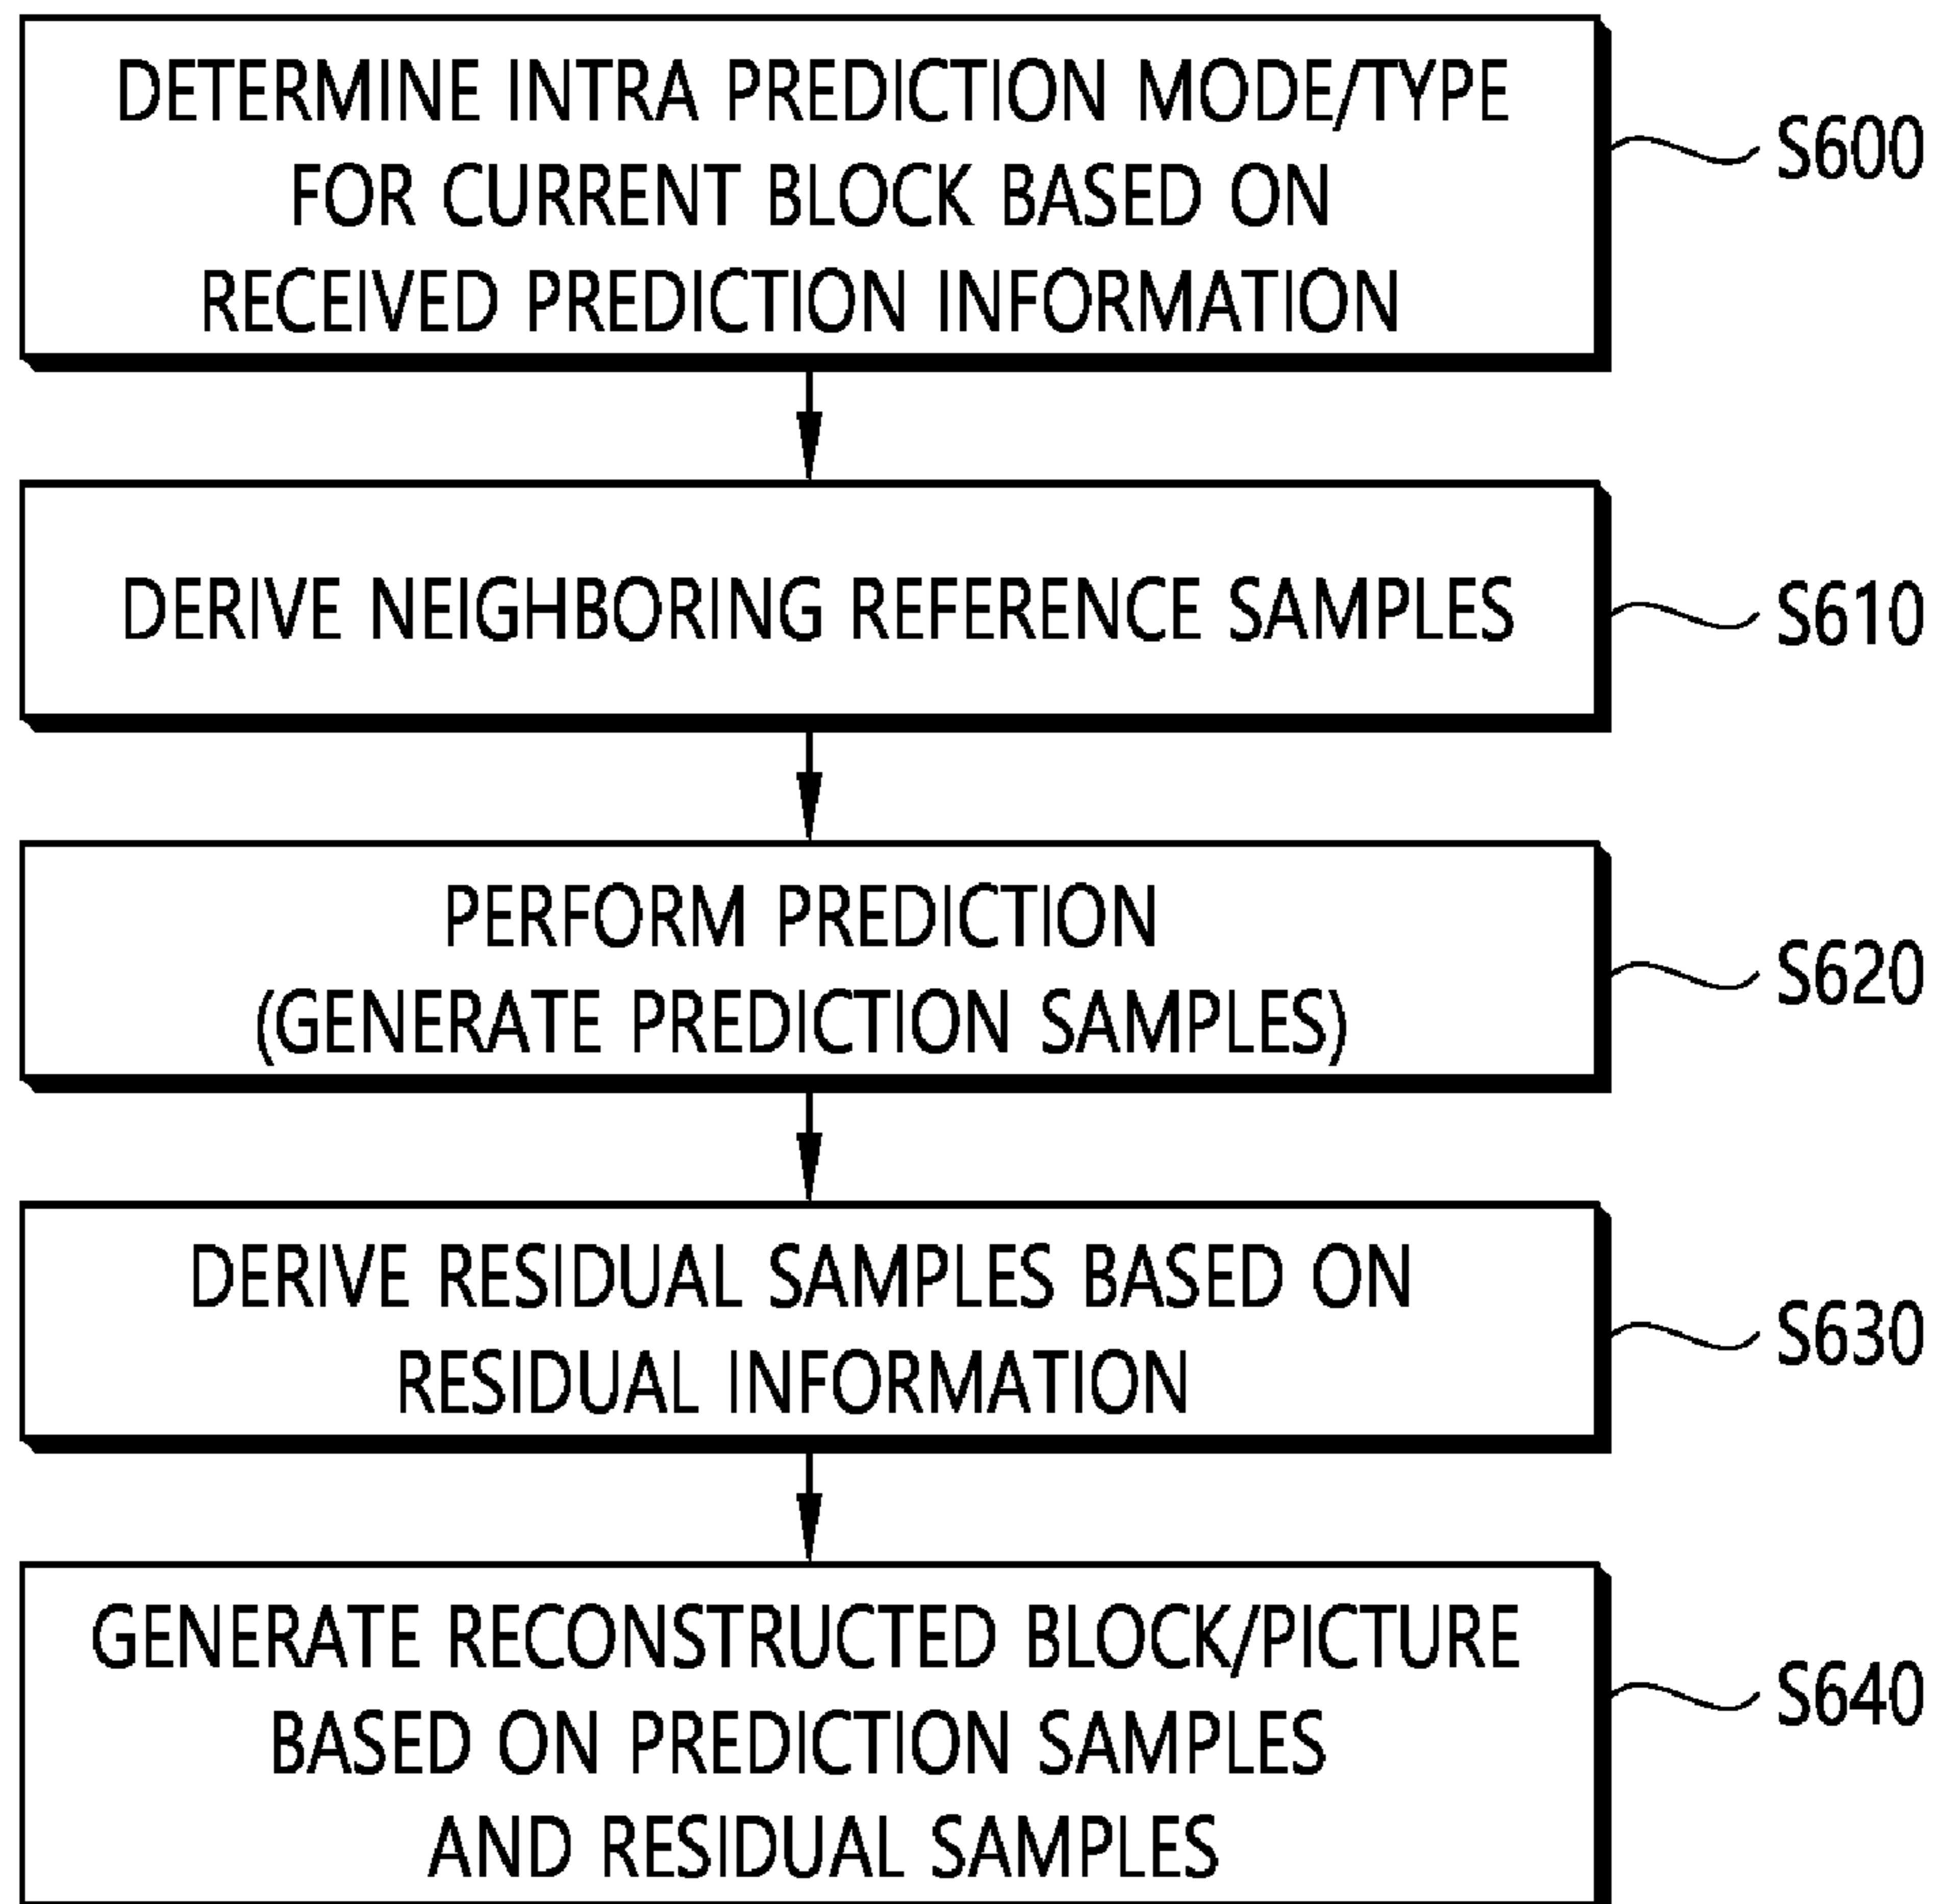 DETERMINE INTRA PREDICTION MODE/TYPE
FOR CURRENT BLOCK BASED ON
RECEIVED PREDICTION INFORMATION
S600
DERIVE NEIGHBORING REFERENCE SAMPLES
S610
PERFORM PREDICTION
(GENERATE PREDICTION SAMPLES)
S620
DERIVE RESIDUAL SAMPLES BASED ON
RESIDUAL INFORMATION
S630
GENERATE RECONSTRUCTED BLOCK/PICTURE
BASED ON PREDICTION SAMPLES
AND RESIDUAL SAMPLES
S640